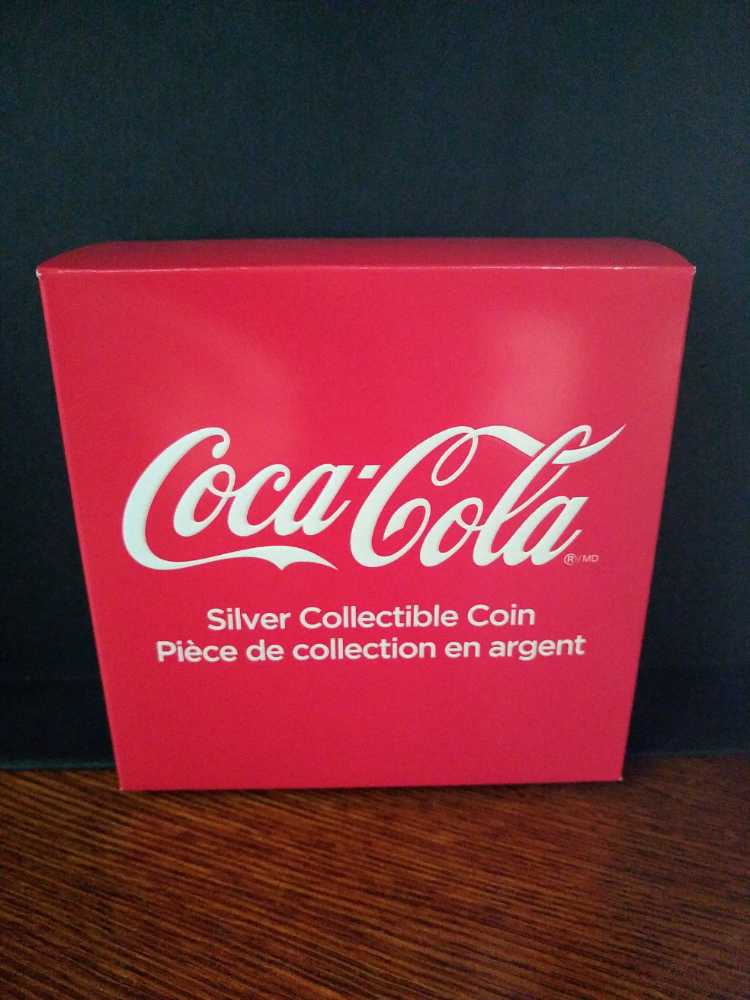 Coca-Cola
®/MD
Silver Collectible Coin
Pièce de collection en argent